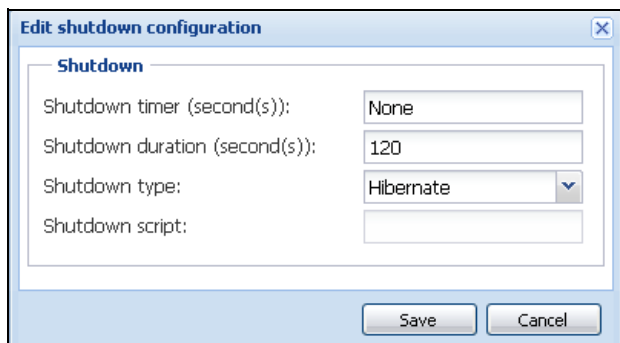 Edit shutdown configuration
Shutdown
Shutdown timer (second(s)): None
Shutdown duration (second(s)): 120
Shutdown type: Hibernate
Shutdown script:
Save Cancel